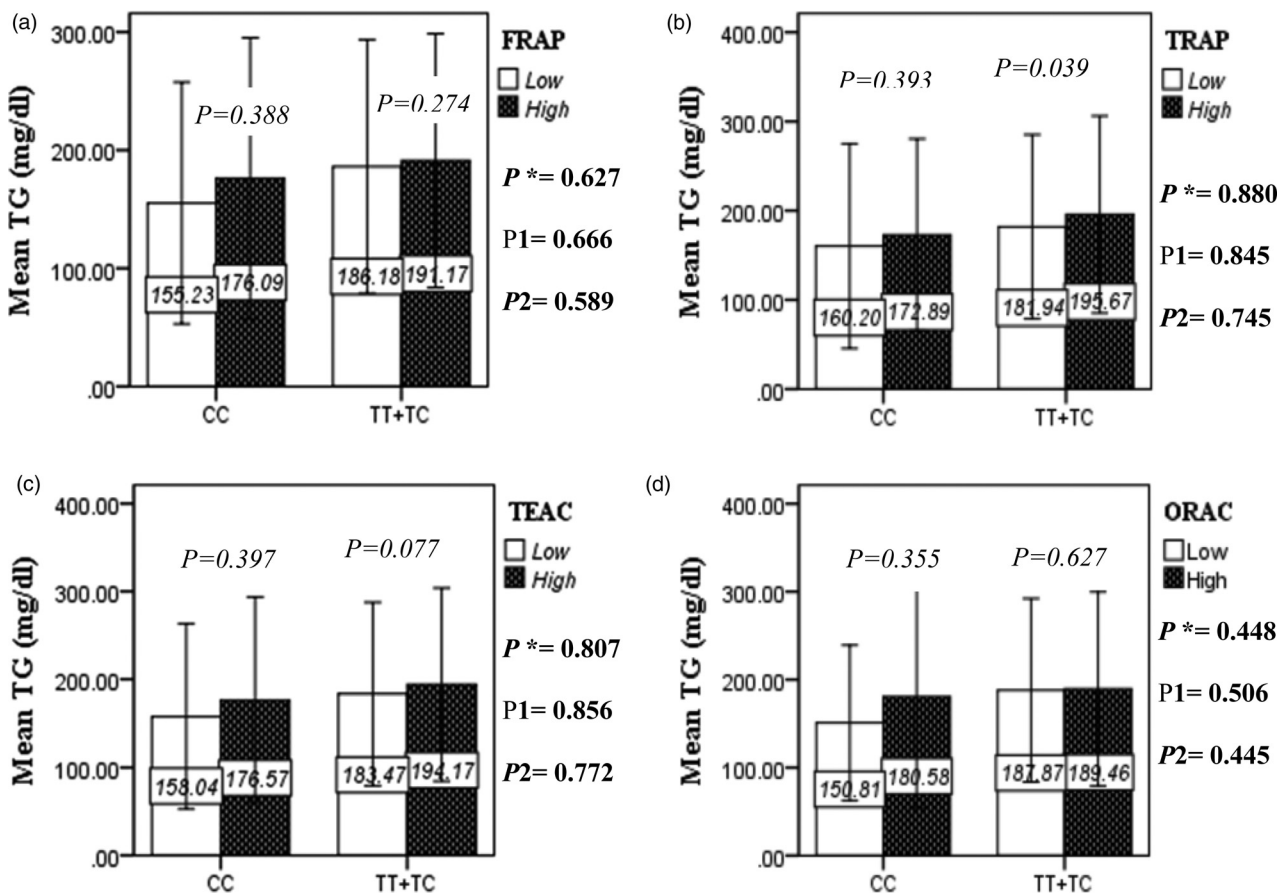 (a)
Mean TG (mg/dl)
300.00
200.00
100.00
.00
P=0.388
P=0.274
155.23
176.09
186.18
191.17
CC
TT+TC
FRAP
Low
High
P *= 0.627
P1= 0.666
P2= 0.589
(b)
Mean TG (mg/dl)
400.00
300.00
200.00
100.00
.00
P=0.393
P=0.039
160.20
172.89
181.94
195.67
CC
TT+TC
TRAP
Low
High
P *= 0.880
P1= 0.845
P2= 0.745
(c)
Mean TG (mg/dl)
400.00
300.00
200.00
100.00
.00
P=0.397
P=0.077
158.04
176.57
183.47
194.17
CC
TT+TC
TEAC
Low
High
P *= 0.807
P1= 0.856
P2= 0.772
(d)
Mean TG (mg/dl)
400.00
300.00
200.00
100.00
.00
P=0.355
P=0.627
150.81
180.58
187.87
189.46
CC
TT+TC
ORAC
Low
High
P *= 0.448
P1= 0.506
P2= 0.445